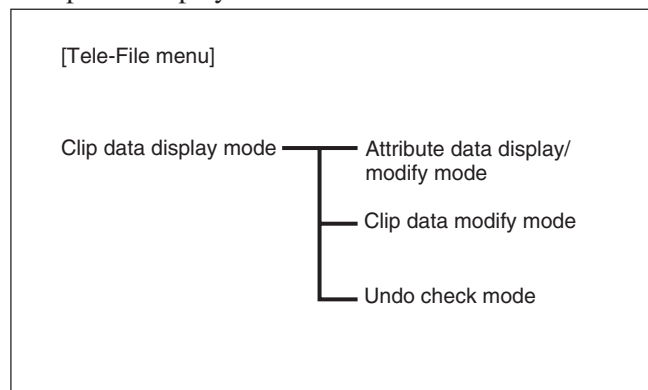 [Tele-File menu]
Clip data display mode
Attribute data display/
modify mode
Clip data modify mode
Undo check mode